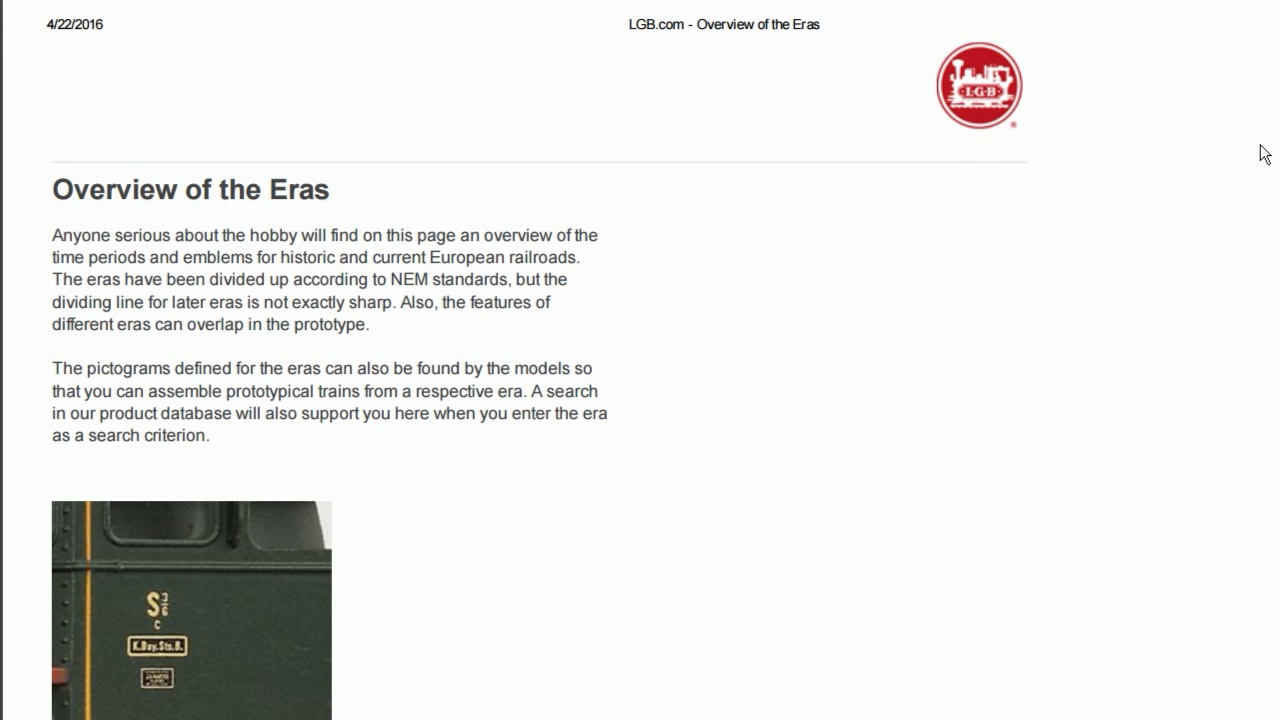 4/22/2016
LGB.com - Overview of the Eras
L·G·B
®
Overview of the Eras
Anyone serious about the hobby will find on this page an overview of the
time periods and emblems for historic and current European railroads.
The eras have been divided up according to NEM standards, but the
dividing line for later eras is not exactly sharp. Also, the features of
different eras can overlap in the prototype.
The pictograms defined for the eras can also be found by the models so
that you can assemble prototypical trains from a respective era. A search
in our product database will also support you here when you enter the era
as a search criterion.
S 3/6
C
K.Bay.Sts.B.